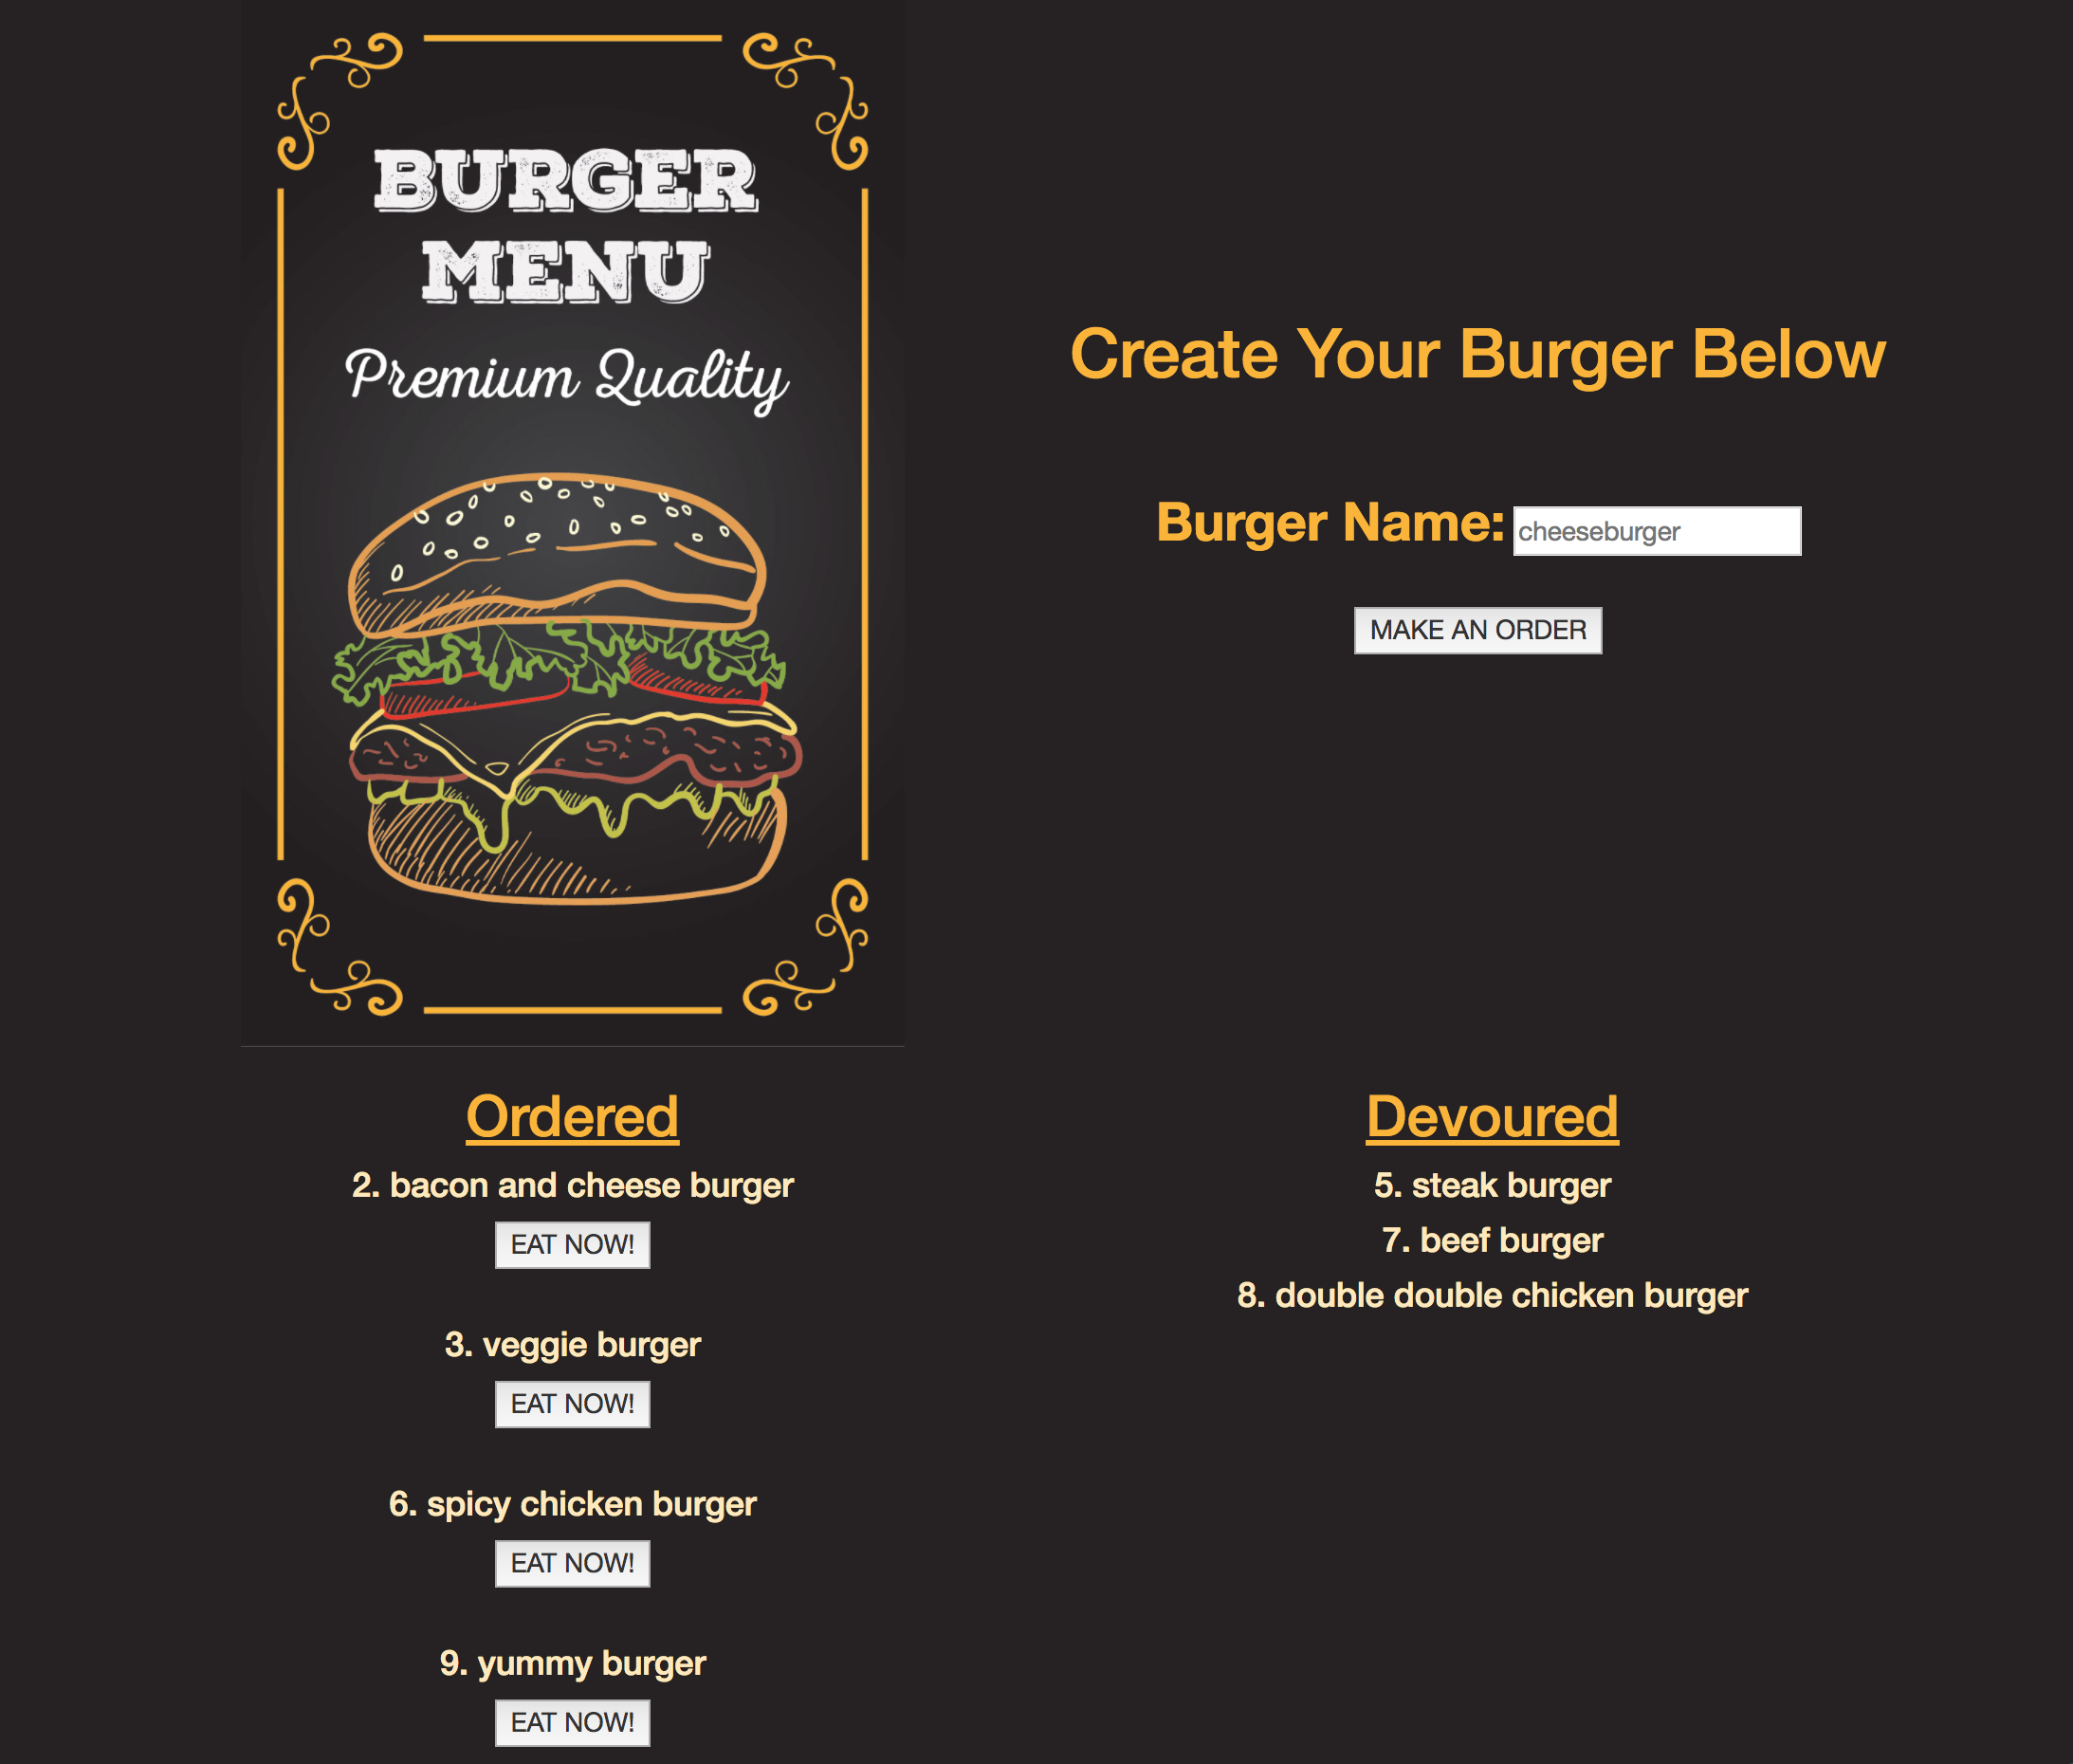 BURGER
MENU
Premium Quality
Create Your Burger Below
Burger Name: cheeseburger
MAKE AN ORDER
Ordered
2. bacon and cheese burger
EAT NOW!
3. veggie burger
EAT NOW!
6. spicy chicken burger
EAT NOW!
9. yummy burger
EAT NOW!
Devoured
5. steak burger
7. beef burger
8. double double chicken burger